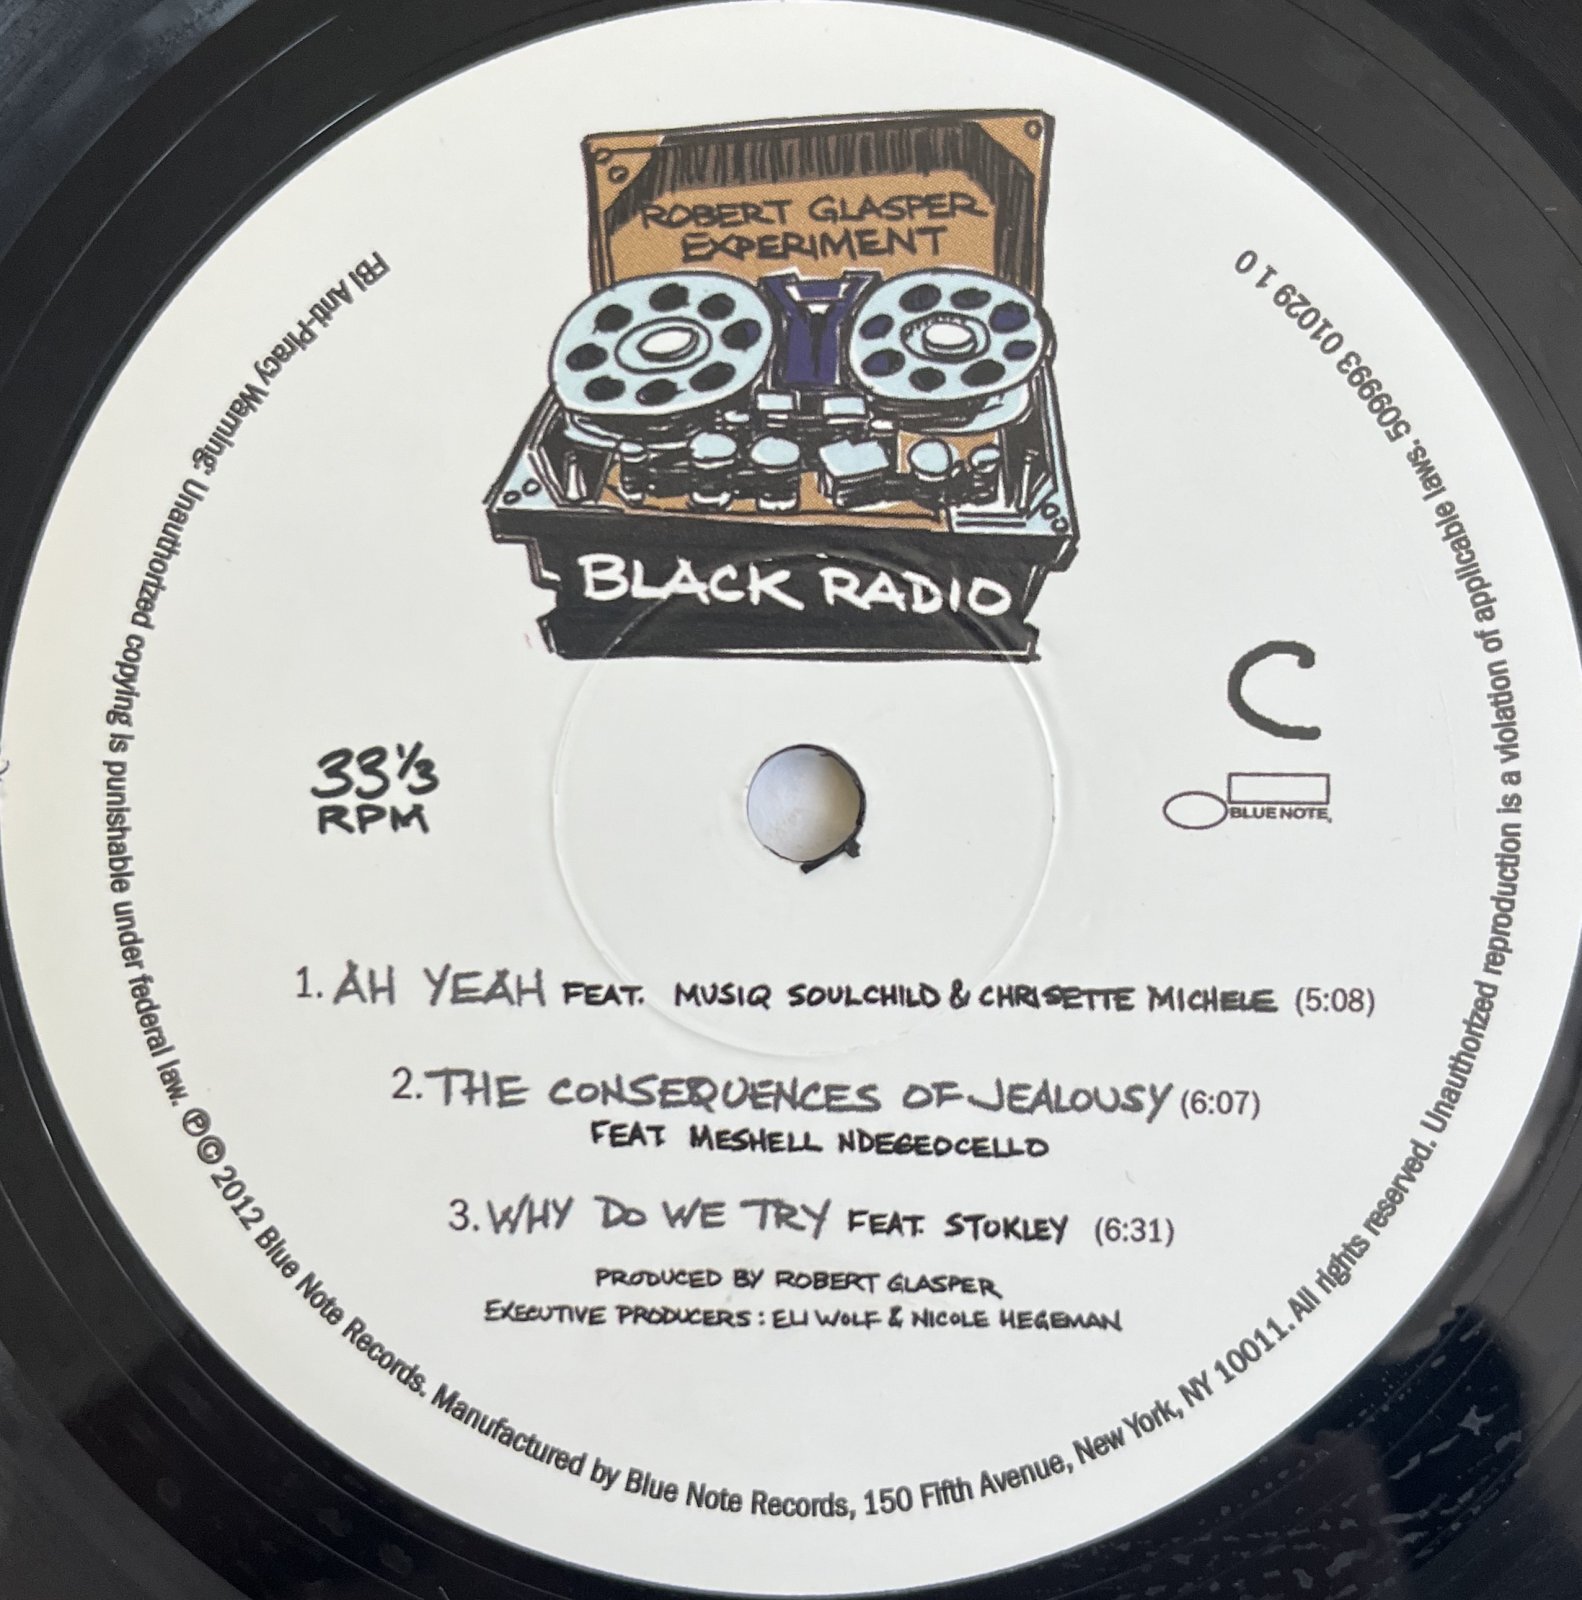 ROBERT GLASPER
EXPERIMENT
BLACK RADIO
33⅓
RPM
C
BLUE NOTE
1. AH YEAH FEAT. MUSIQ SOULCHILD & CHRISETTE MICHELE (5:08)
2. THE CONSEQUENCES OF JEALOUSY (6:07)
FEAT. MESHELL NDEGEOCELLO
3. WHY DO WE TRY FEAT. STOKLEY (6:31)
PRODUCED BY ROBERT GLASPER
EXECUTIVE PRODUCERS: ELI WOLF & NICOLE HEGEMAN
FBI Anti-Piracy Warning: Unauthorized copying is punishable under federal law. ℗© 2012 Blue Note Records. Manufactured by Blue Note Records, 150 Fifth Avenue, New York, NY 10011. All rights reserved. Unauthorized reproduction is a violation of applicable laws. 509993 01029 1 0